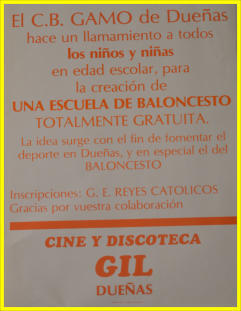 El C.B. GAMO de Dueñas
hace un llamamiento a todos
los niños y niñas
en edad escolar, para
la creación de
UNA ESCUELA DE BALONCESTO
TOTALMENTE GRATUITA.
La idea surge con el fin de fomentar el
deporte en Dueñas, y en especial el del
BALONCESTO
Inscripciones: G. E. REYES CATOLICOS
Gracias por vuestra colaboración
CINE Y DISCOTECA
GIL
DUEÑAS